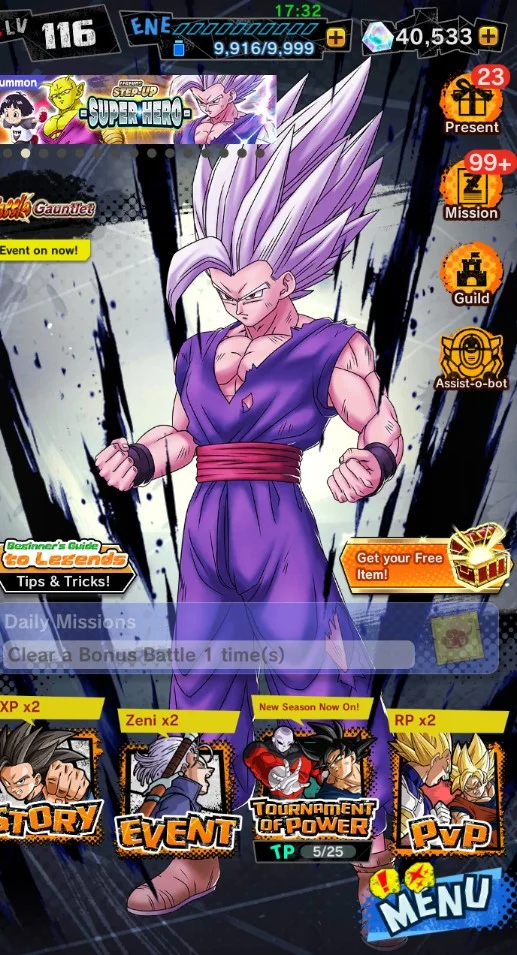 17:32
LV 116
ENE
9,916/9,999
40,533
ummon
STEP-UP
-SUPER HERO-
23
Present
99+
Mission
Gauntlet
Event on now!
Guild
Assist-o-bot
Beginner's Guide
to Legends
Tips & Tricks!
Get your Free
Item!
Daily Missions
Clear a Bonus Battle 1 time(s)
XP x2
Zeni x2
New Season Now On!
RP x2
STORY
EVENT
TOURNAMENT
OF POWER
PvP
TP 5/25
MENU